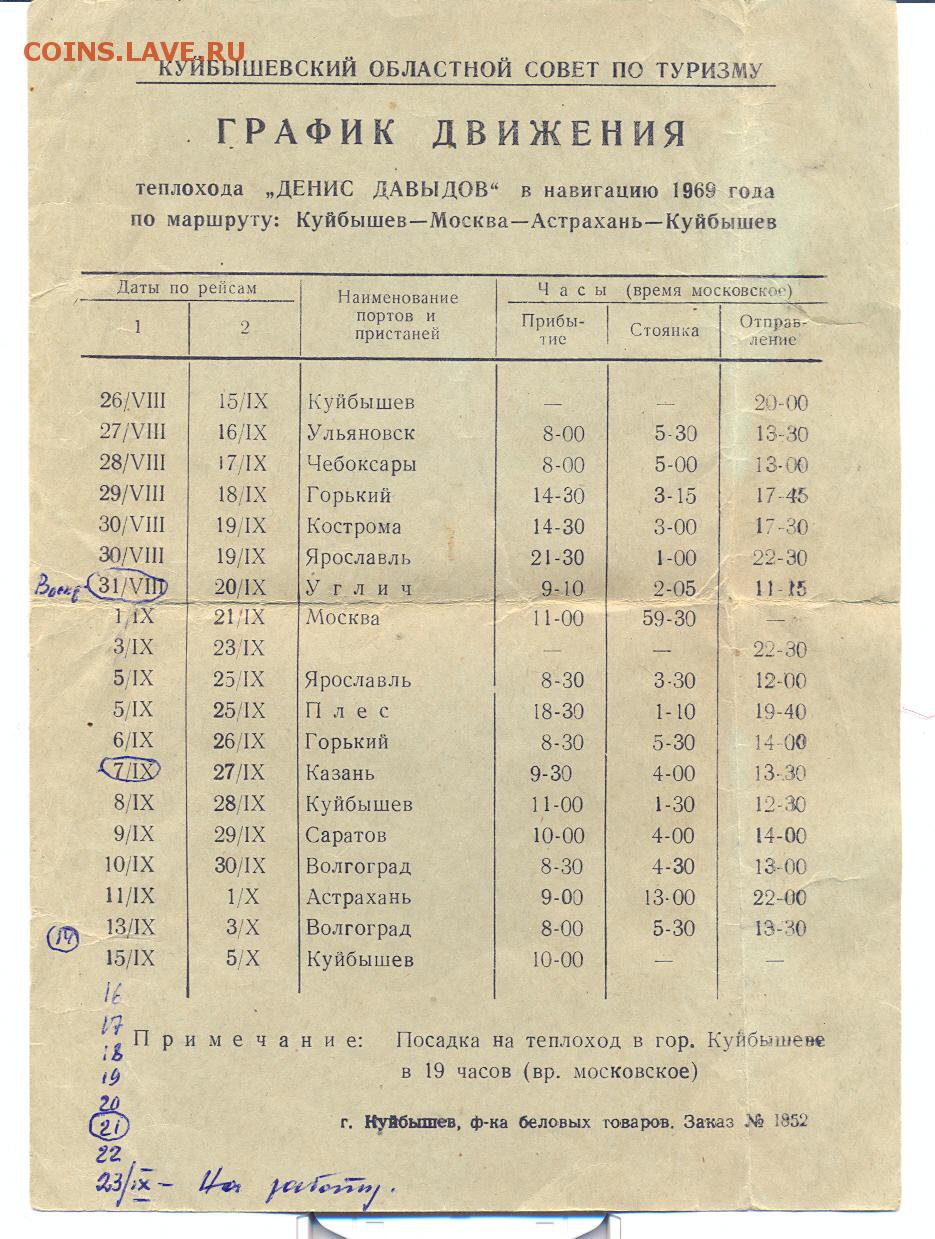 COINS.LAVE.RU
КУЙБЫШЕВСКИЙ ОБЛАСТНОЙ СОВЕТ ПО ТУРИЗМУ
ГРАФИК ДВИЖЕНИЯ
теплохода „ДЕНИС ДАВЫДОВ“ в навигацию 1969 года
по маршруту: Куйбышев—Москва—Астрахань—Куйбышев
Даты по рейсам Наименование портов и пристаней Часы (время московское)
1 2 Прибы-тие Стоянка Отправ-ление
26/VIII 15/IX Куйбышев — — 20-00
27/VIII 16/IX Ульяновск 8-00 5-30 13-30
28/VIII 17/IX Чебоксары 8-00 5-00 13-00
29/VIII 18/IX Горький 14-30 3-15 17-45
30/VIII 19/IX Кострома 14-30 3-00 17-30
30/VIII 19/IX Ярославль 21-30 1-00 22-30
Воскр 31/VIII 20/IX Углич 9-10 2-05 11-15
1/IX 21/IX Москва 11-00 59-30 —
3/IX 23/IX — — 22-30
5/IX 25/IX Ярославль 8-30 3-30 12-00
5/IX 25/IX Плес 18-30 1-10 19-40
6/IX 26/IX Горький 8-30 5-30 14-00
7/IX 27/IX Казань 9-30 4-00 13-30
8/IX 28/IX Куйбышев 11-00 1-30 12-30
9/IX 29/IX Саратов 10-00 4-00 14-00
10/IX 30/IX Волгоград 8-30 4-30 13-00
11/IX 1/X Астрахань 9-00 13-00 22-00
13/IX 3/X Волгоград 8-00 5-30 13-30
14
15/IX 5/X Куйбышев 10-00 — —
16
17
Примечание: Посадка на теплоход в гор. Куйбышеве
18
в 19 часов (вр. московское)
19
20
г. Куйбышев, ф-ка беловых товаров. Заказ № 1852
21
22
23/IX — На работу.